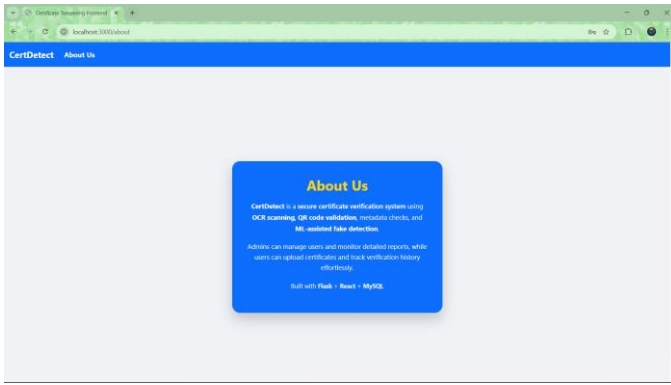 Frontend
localhost:3000/about
CertDetect About Us
About Us
CertDetect is a secure certificate verification system using
OCR scanning, QR code validation, metadata checks, and
ML-assisted fake detection.
Admins can manage users and monitor detailed reports, while
users can upload certificates and track verification history
effortlessly.
Built with Flask + React + MySQL